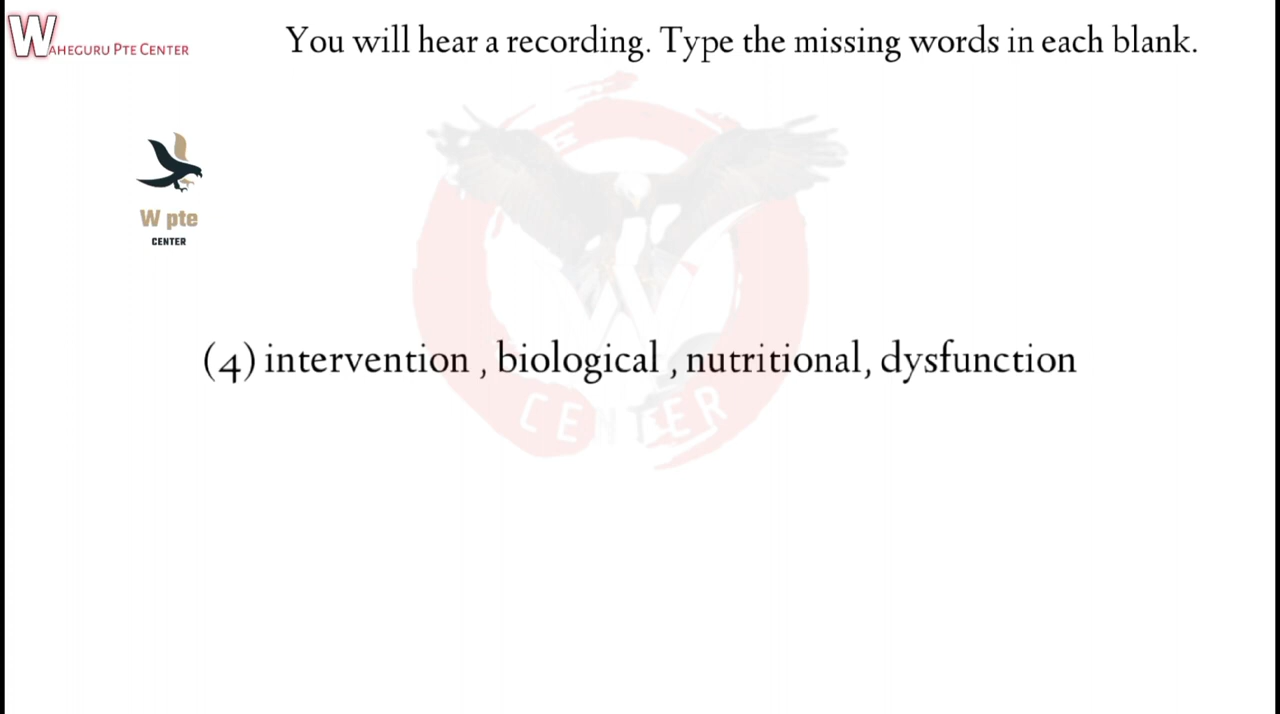 WAHEGURU PTE CENTER
You will hear a recording. Type the missing words in each blank.
W pte
CENTER
(4) intervention , biological , nutritional, dysfunction
CENTER